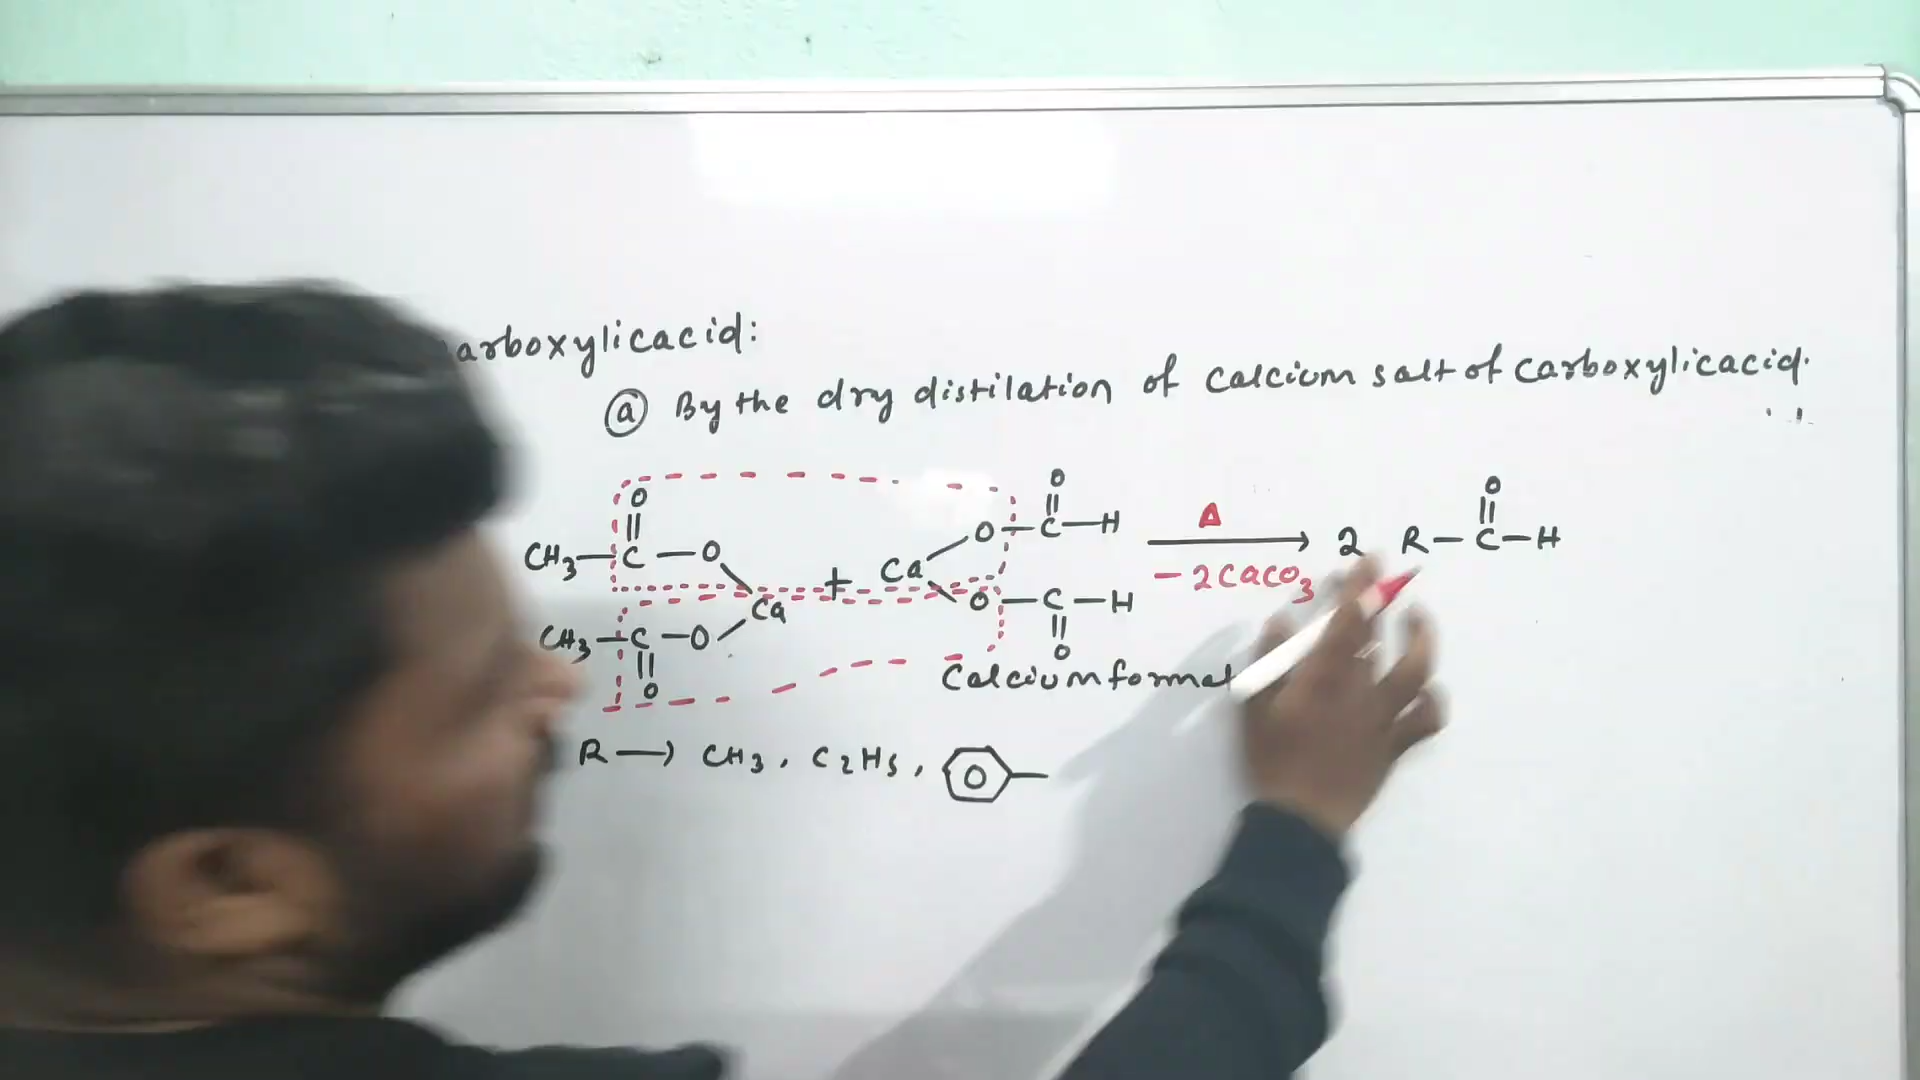 arboxylicacid:
ⓐ By the dry distilation of calcium salt of carboxylicacid.
O O O
|| || ||
CH3—C—O O—C—H Δ 2 R—C—H
Ca + Ca → - 2CaCO3
CH3—C—O O—C—H
|| ||
O O
Calcium format
R → CH3, C2H5,